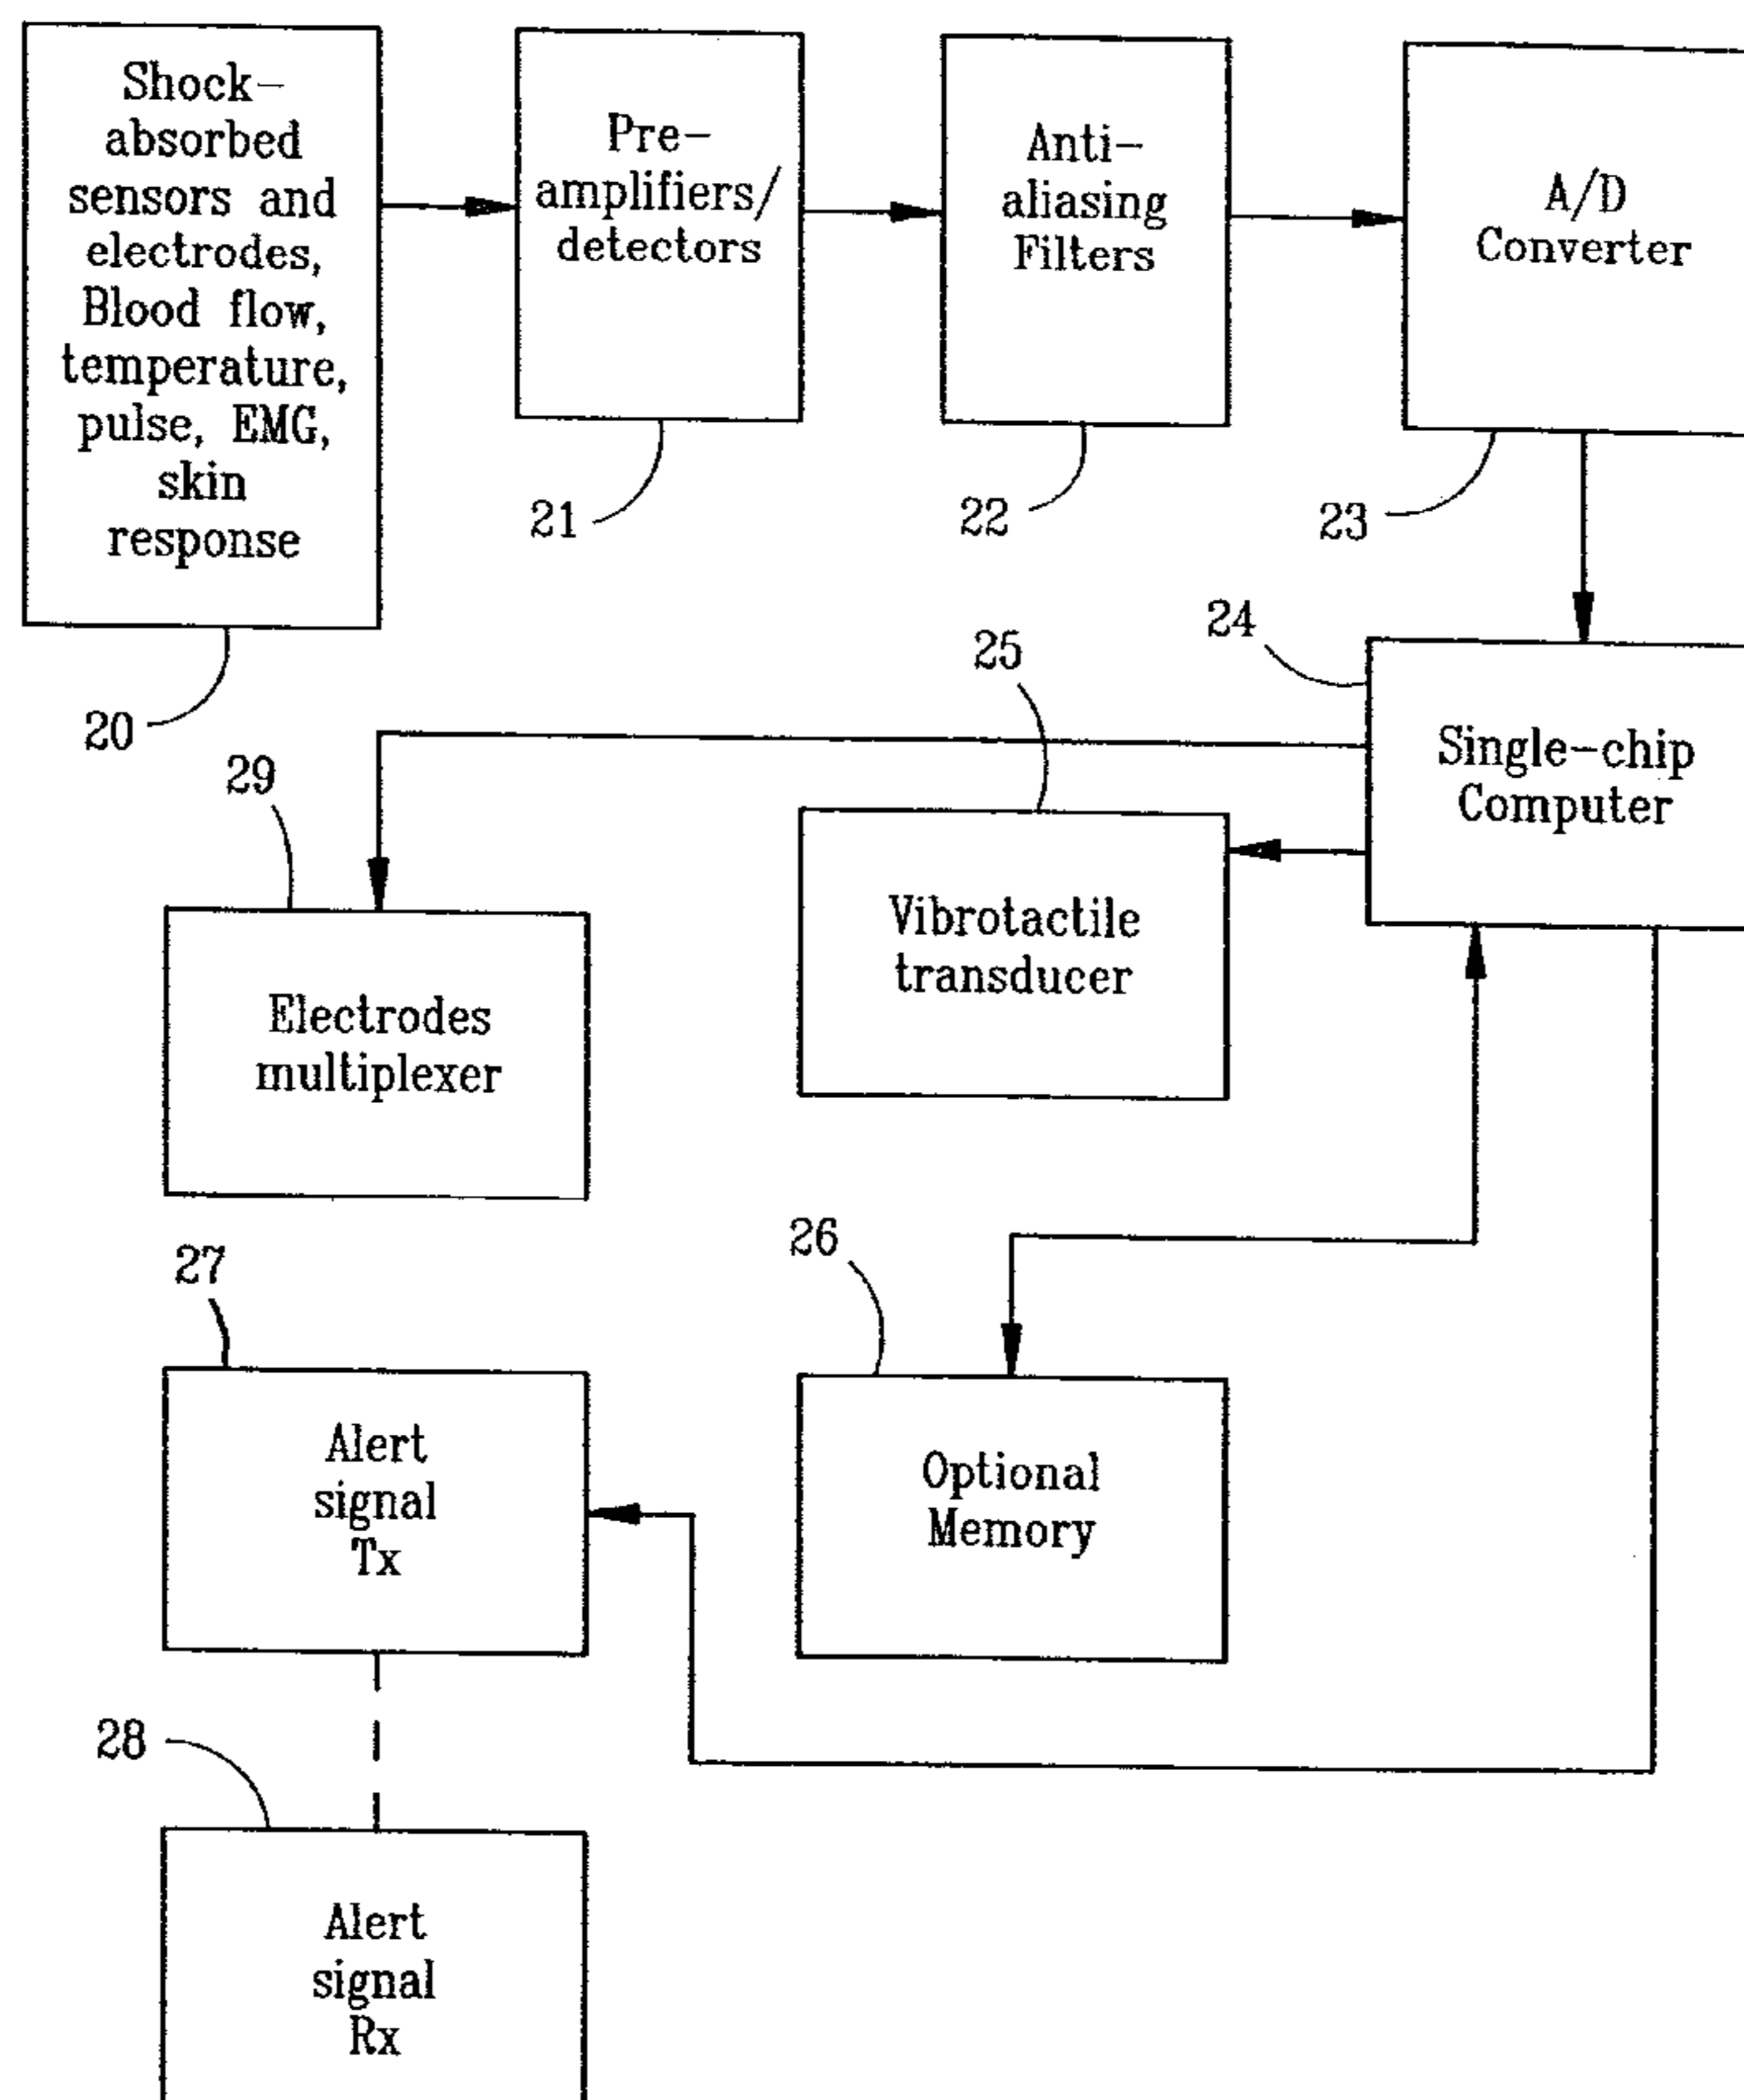 Shock-
absorbed
sensors and
electrodes,
Blood flow,
temperature,
pulse, EMG,
skin
response
20
Pre-
amplifiers/
detectors
21
Anti-
aliasing
Filters
22
A/D
Converter
23
24
Single-chip
Computer
25
Vibrotactile
transducer
29
Electrodes
multiplexer
26
Optional
Memory
27
Alert
signal
Tx
28
Alert
signal
Rx